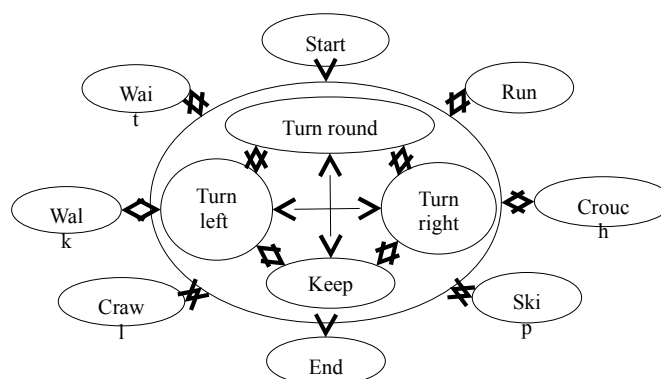 Start
Wai
t
Run
Turn round
Turn
left
Turn
right
Wal
k
Crouc
h
Keep
Craw
l
Ski
p
End